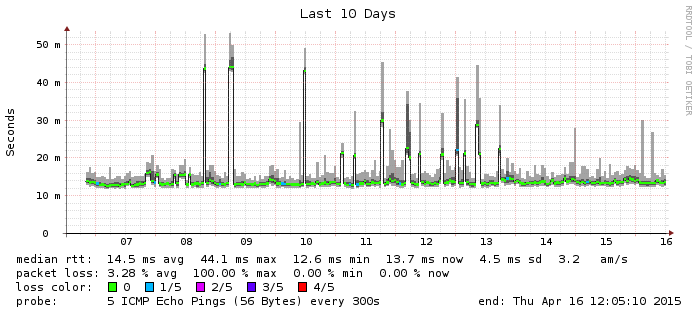 Last 10 Days
RRDTOOL / TOBI OETIKER
Seconds
50 m
40 m
30 m
20 m
10 m
0
07 08 09 10 11 12 13 14 15 16
median rtt: 14.5 ms avg 44.1 ms max 12.6 ms min 13.7 ms now 4.5 ms sd 3.2 am/s
packet loss: 3.28 % avg 100.00 % max 0.00 % min 0.00 % now
loss color: 0 1/5 2/5 3/5 4/5
probe: 5 ICMP Echo Pings (56 Bytes) every 300s end: Thu Apr 16 12:05:10 2015